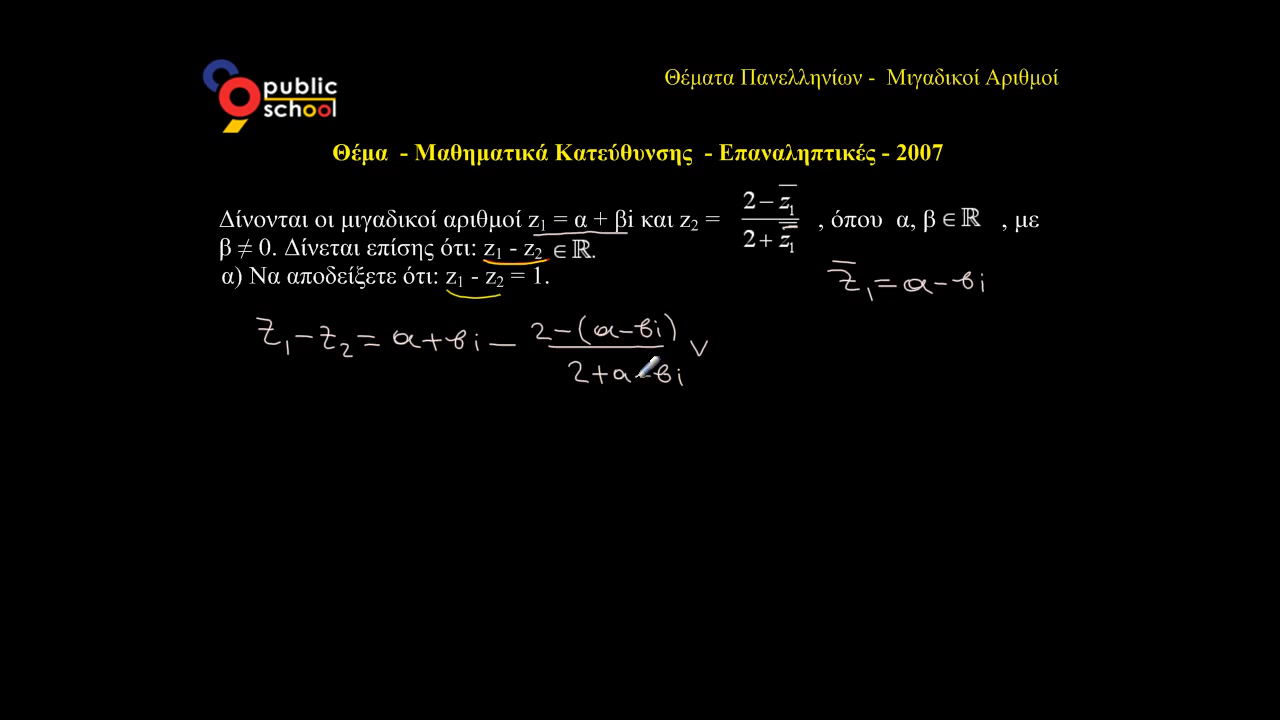 9 public school
Θέματα Πανελληνίων - Μιγαδικοί Αριθμοί
Θέμα - Μαθηματικά Κατεύθυνσης - Επαναληπτικές - 2007
Δίνονται οι μιγαδικοί αριθμοί z₁ = α + βi και z₂ = (2 − z̄₁)/(2 + z̄₁) , όπου α, β ∈ ℝ , με
β ≠ 0. Δίνεται επίσης ότι: z₁ - z₂ ∈ ℝ.
α) Να αποδείξετε ότι: z₁ - z₂ = 1.
z̄₁ = α − βi
z₁ − z₂ = α + βi − (2 − (α − βi))/(2 + α − βi)